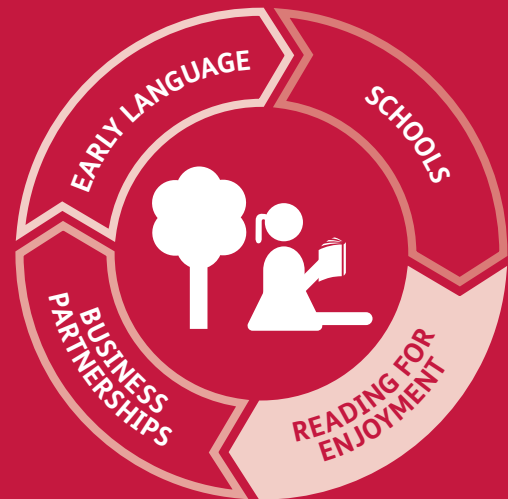 EARLY LANGUAGE
SCHOOLS
READING FOR
ENJOYMENT
BUSINESS
PARTNERSHIPS